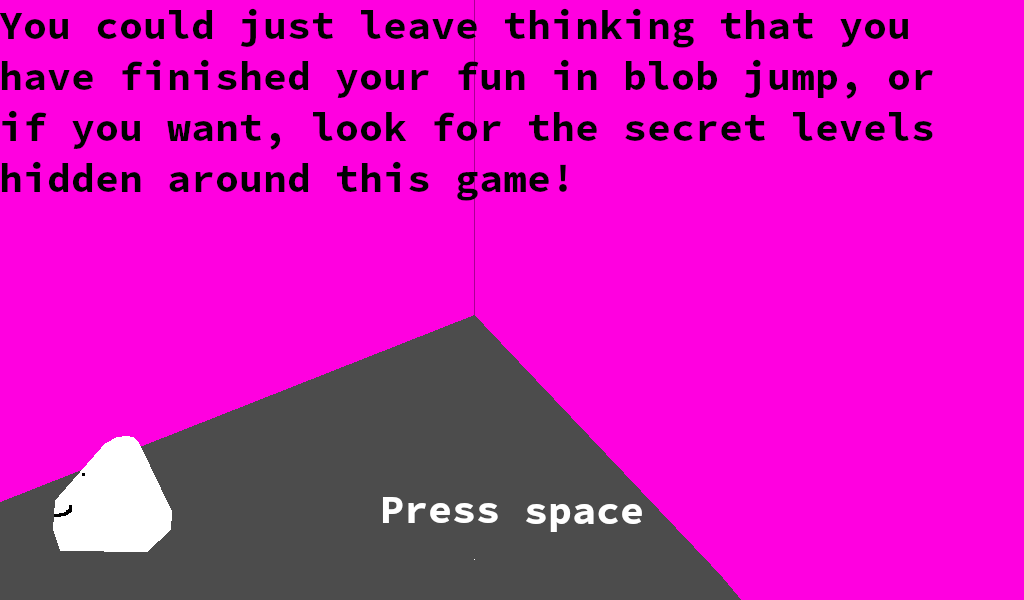 You could just leave thinking that you
have finished your fun in blob jump, or
if you want, look for the secret levels
hidden around this game!
Press space